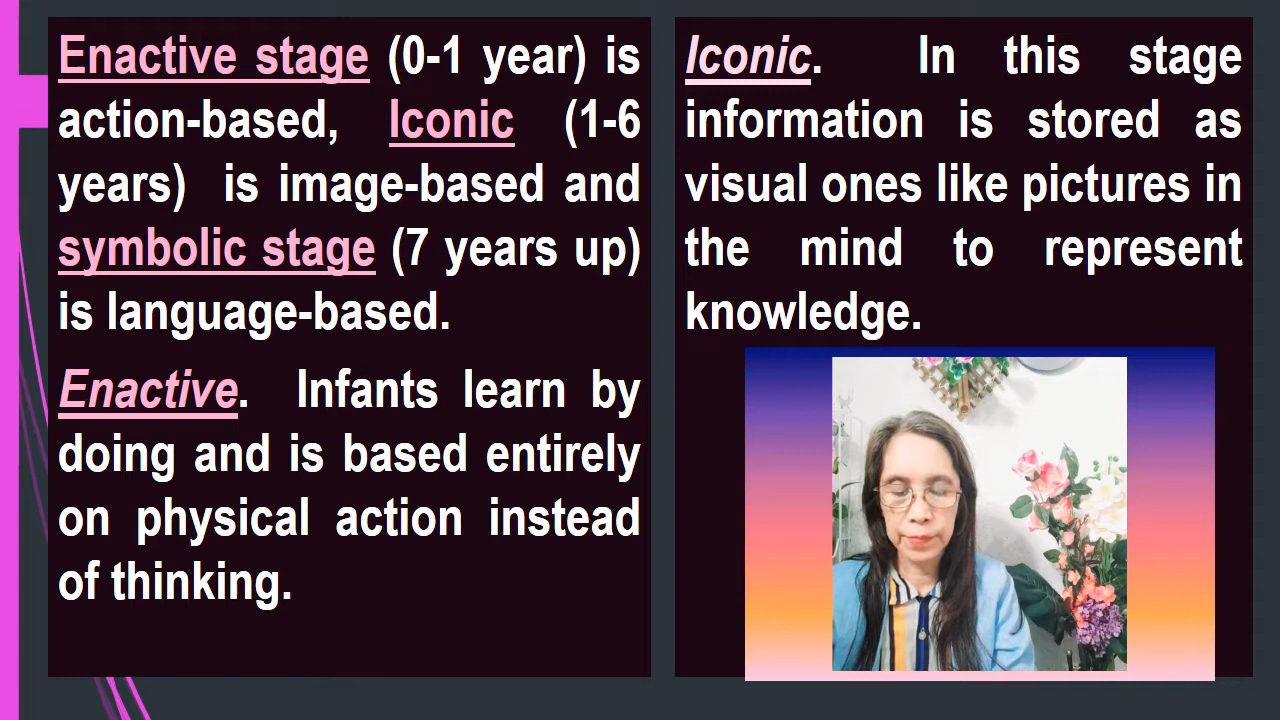 Enactive stage (0-1 year) is
action-based, Iconic (1-6
years) is image-based and
symbolic stage (7 years up)
is language-based.
Enactive. Infants learn by
doing and is based entirely
on physical action instead
of thinking.
Iconic. In this stage
information is stored as
visual ones like pictures in
the mind to represent
knowledge.